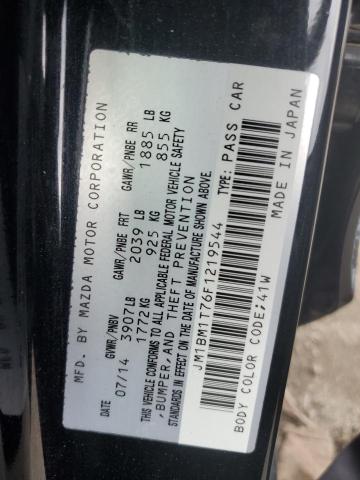 MFD. BY MAZDA MOTOR CORPORATION
DATE GVWR/PNBV GAWR/PNBE FRT GAWR/PNBE RR
07/14 3907LB 2039 LB 1885 LB
1772KG 925 KG 855 KG
THIS VEHICLE CONFORMS TO ALL APPLICABLE FEDERAL MOTOR VEHICLE SAFETY
,BUMPER,AND THEFT PREVENTION
STANDARDS IN EFFECT ON THE DATE OF MANUFACTURE SHOWN ABOVE
JM1BM1T76F1219544 TYPE: PASS CAR
BODY COLOR CODE:41W MADE IN JAPAN